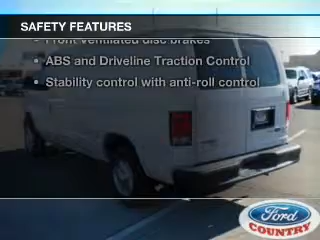 SAFETY FEATURES
• Front ventilated disc brakes
• ABS and Driveline Traction Control
• Stability control with anti-roll control
Ford
COUNTRY